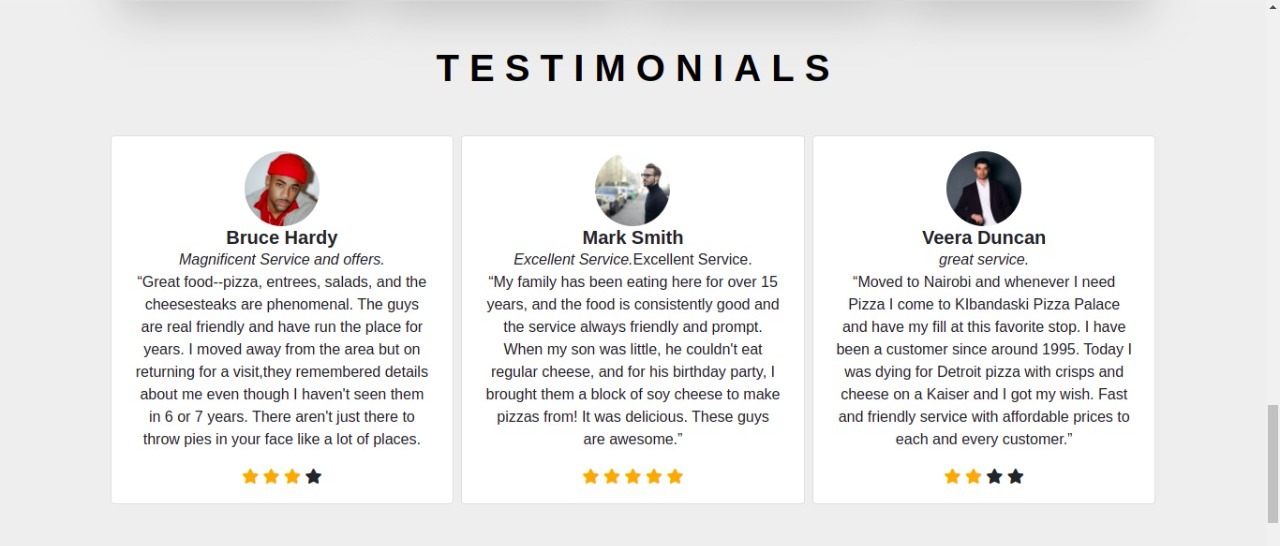 TESTIMONIALS
Bruce Hardy
Magnificent Service and offers.
“Great food--pizza, entrees, salads, and the
cheesesteaks are phenomenal. The guys
are real friendly and have run the place for
years. I moved away from the area but on
returning for a visit,they remembered details
about me even though I haven't seen them
in 6 or 7 years. There aren't just there to
throw pies in your face like a lot of places.
Mark Smith
Excellent Service.Excellent Service.
“My family has been eating here for over 15
years, and the food is consistently good and
the service always friendly and prompt.
When my son was little, he couldn't eat
regular cheese, and for his birthday party, I
brought them a block of soy cheese to make
pizzas from! It was delicious. These guys
are awesome.”
Veera Duncan
great service.
“Moved to Nairobi and whenever I need
Pizza I come to KIbandaski Pizza Palace
and have my fill at this favorite stop. I have
been a customer since around 1995. Today I
was dying for Detroit pizza with crisps and
cheese on a Kaiser and I got my wish. Fast
and friendly service with affordable prices to
each and every customer.”